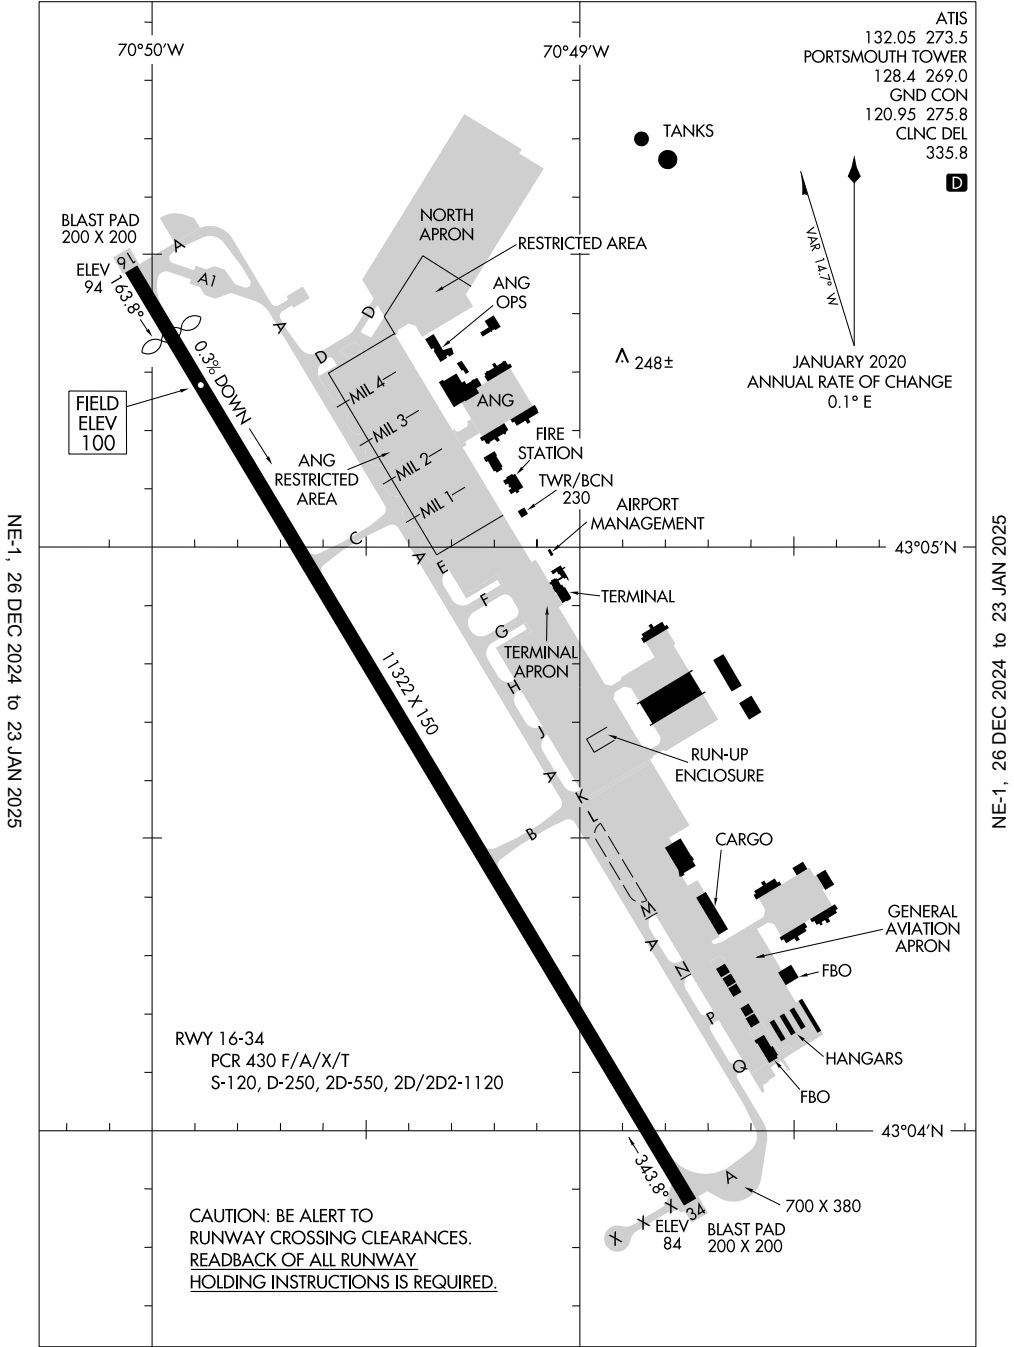 ATIS
132.05 273.5
PORTSMOUTH TOWER
128.4 269.0
GND CON
120.95 275.8
CLNC DEL
335.8
D
70°50'W
70°49'W
TANKS
VAR 14.7° W
JANUARY 2020
ANNUAL RATE OF CHANGE
0.1° E
248±
BLAST PAD
200 X 200
16
ELEV
94
163.8°
A
A1
0.3% DOWN
FIELD
ELEV
100
NORTH
APRON
RESTRICTED AREA
ANG
OPS
D
A
D
MIL 4
MIL 3
MIL 2
MIL 1
ANG
ANG
RESTRICTED
AREA
FIRE
STATION
TWR/BCN
230
AIRPORT
MANAGEMENT
43°05'N
C
A
E
F
G
H
J
A
K
L
TERMINAL
TERMINAL
APRON
11322 X 150
RUN-UP
ENCLOSURE
B
CARGO
M
A
N
P
Q
GENERAL
AVIATION
APRON
FBO
HANGARS
FBO
RWY 16-34
PCR 430 F/A/X/T
S-120, D-250, 2D-550, 2D/2D2-1120
43°04'N
343.8°
A
700 X 380
X
X
X
34
ELEV
84
BLAST PAD
200 X 200
CAUTION: BE ALERT TO
RUNWAY CROSSING CLEARANCES.
READBACK OF ALL RUNWAY
HOLDING INSTRUCTIONS IS REQUIRED.
NE-1, 26 DEC 2024 to 23 JAN 2025
NE-1, 26 DEC 2024 to 23 JAN 2025